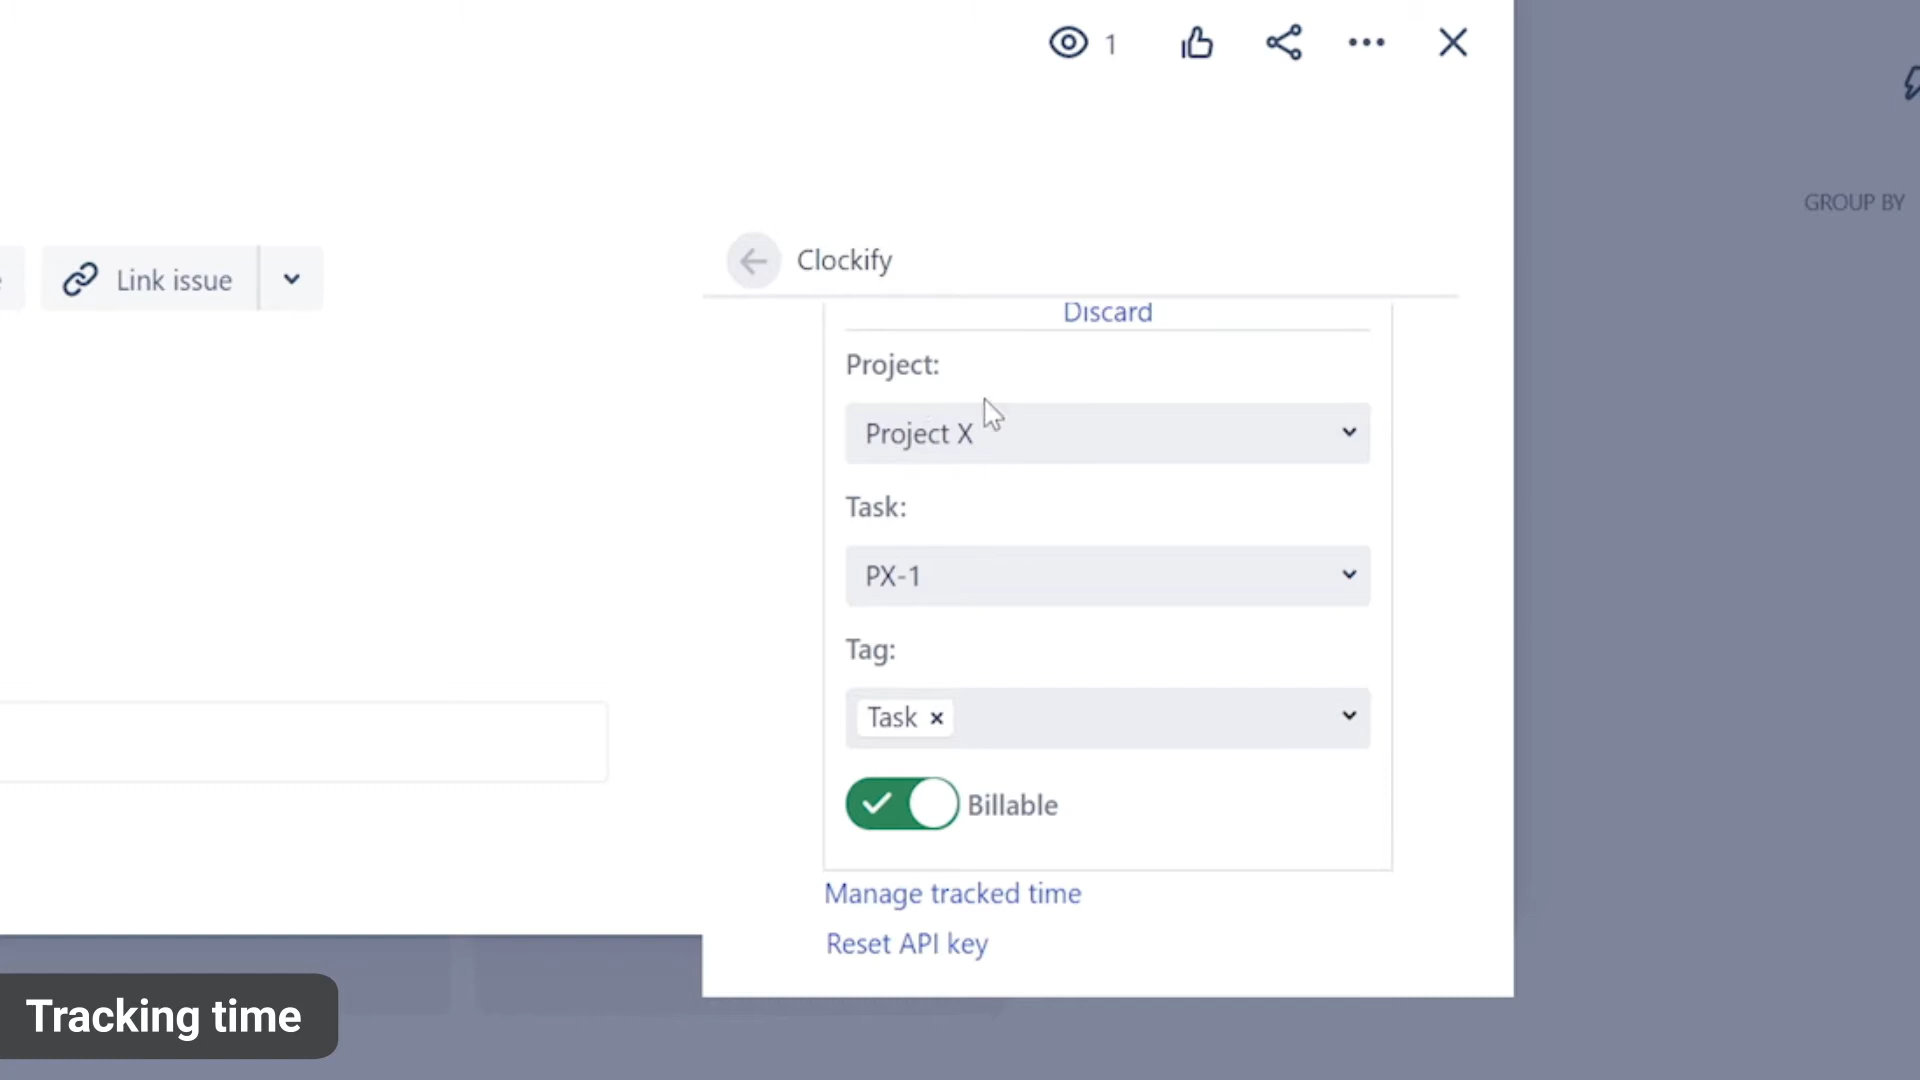 1
GROUP BY
Link issue
Clockify
Discard
Project:
Project X
Task:
PX-1
Tag:
Task ×
Billable
Manage tracked time
Reset API key
Tracking time